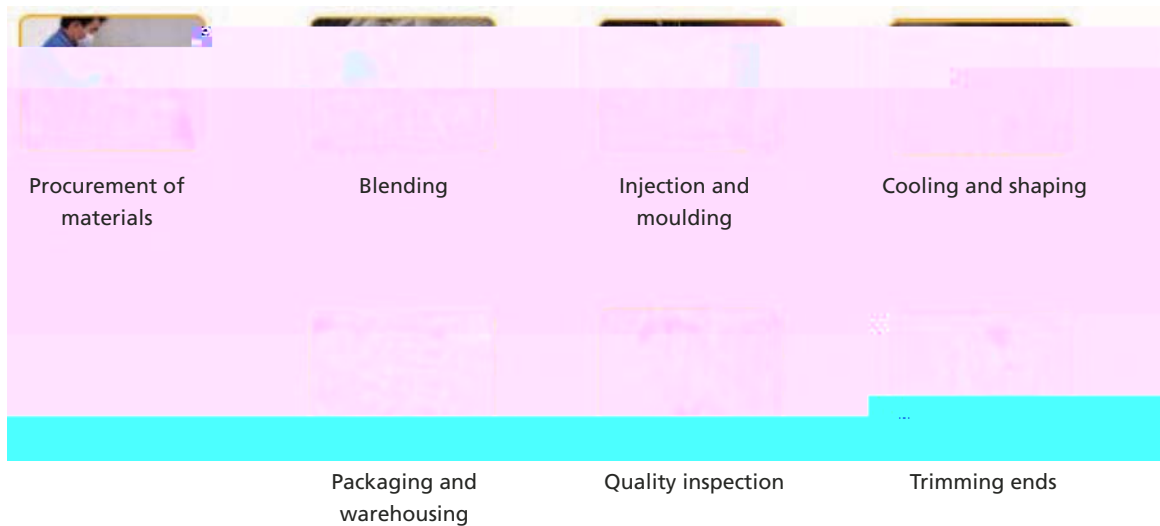 Procurement of
materials
Blending
Injection and
moulding
Cooling and shaping
Packaging and
warehousing
Quality inspection
Trimming ends